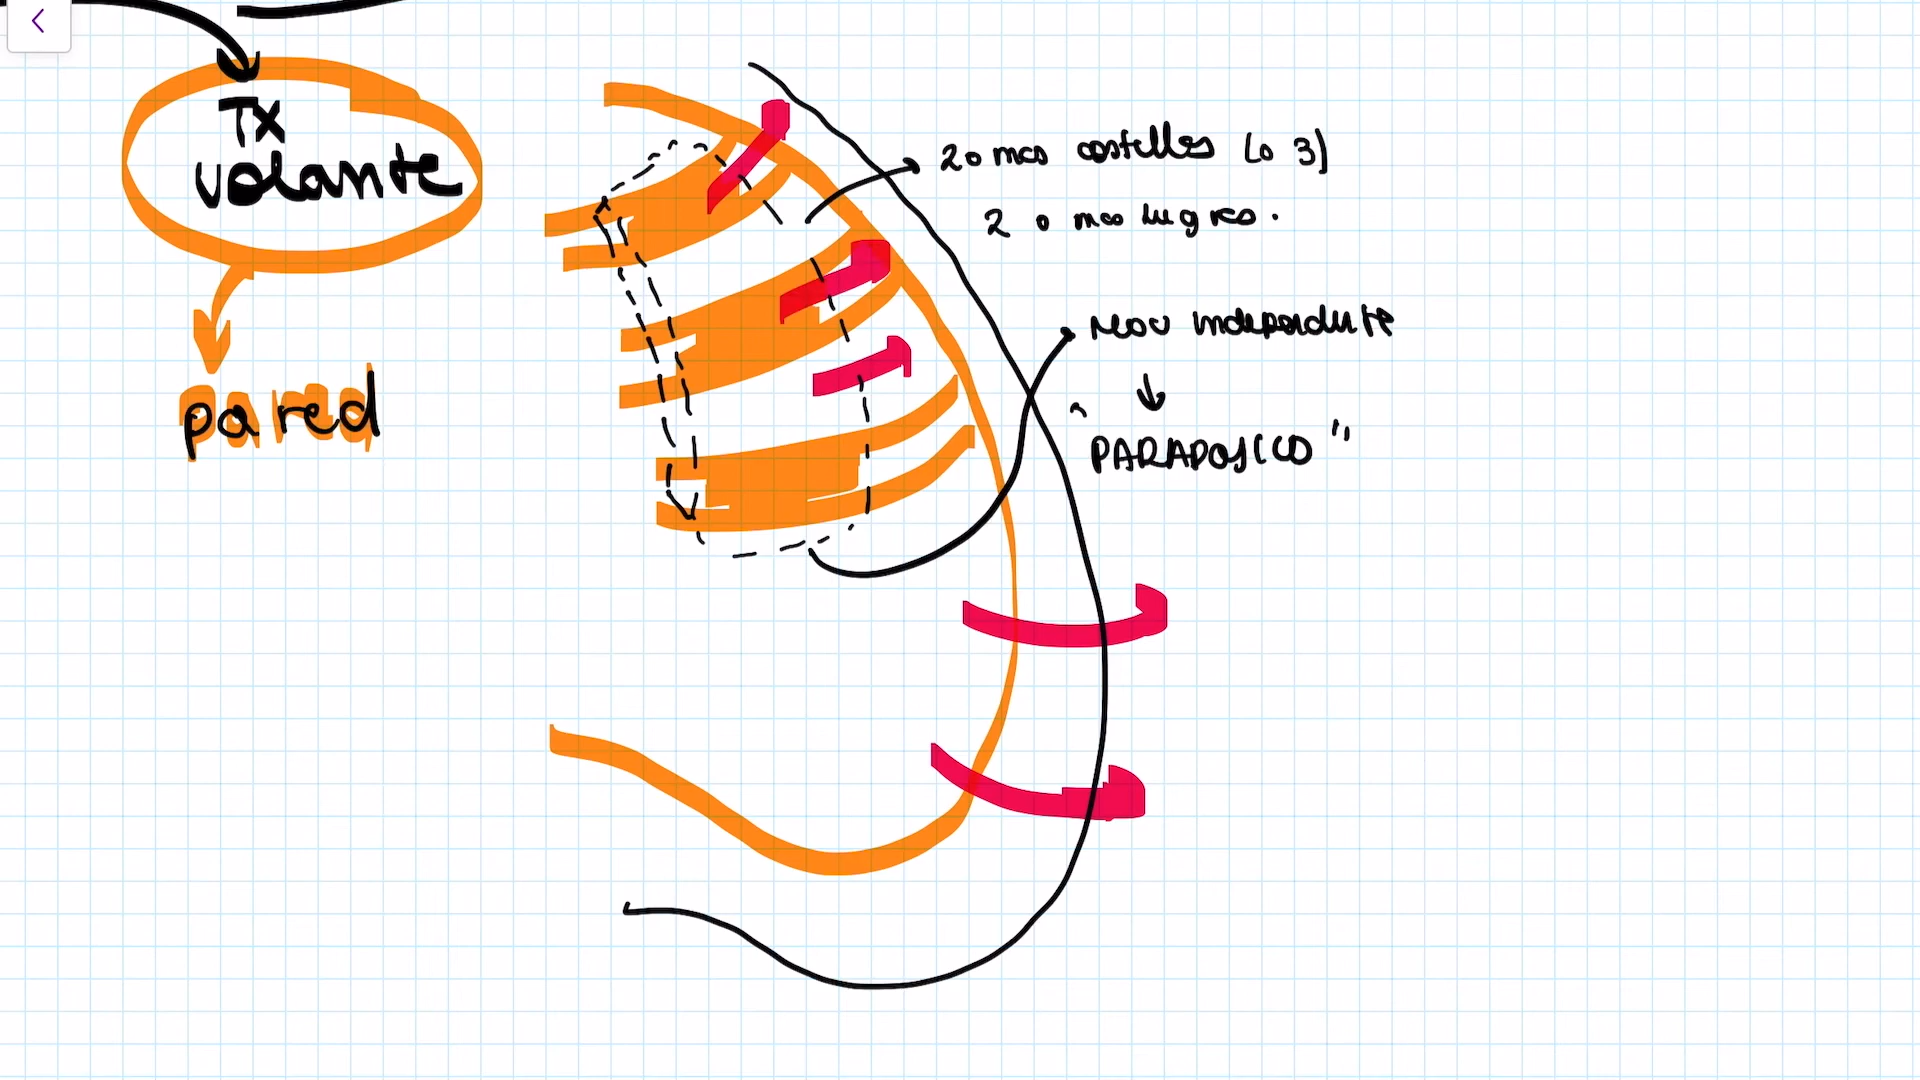 TX
volante
pared
2 o mas costillas (o 3)
2 o mas lugares.
Mov independiente
"PARADOJICO"